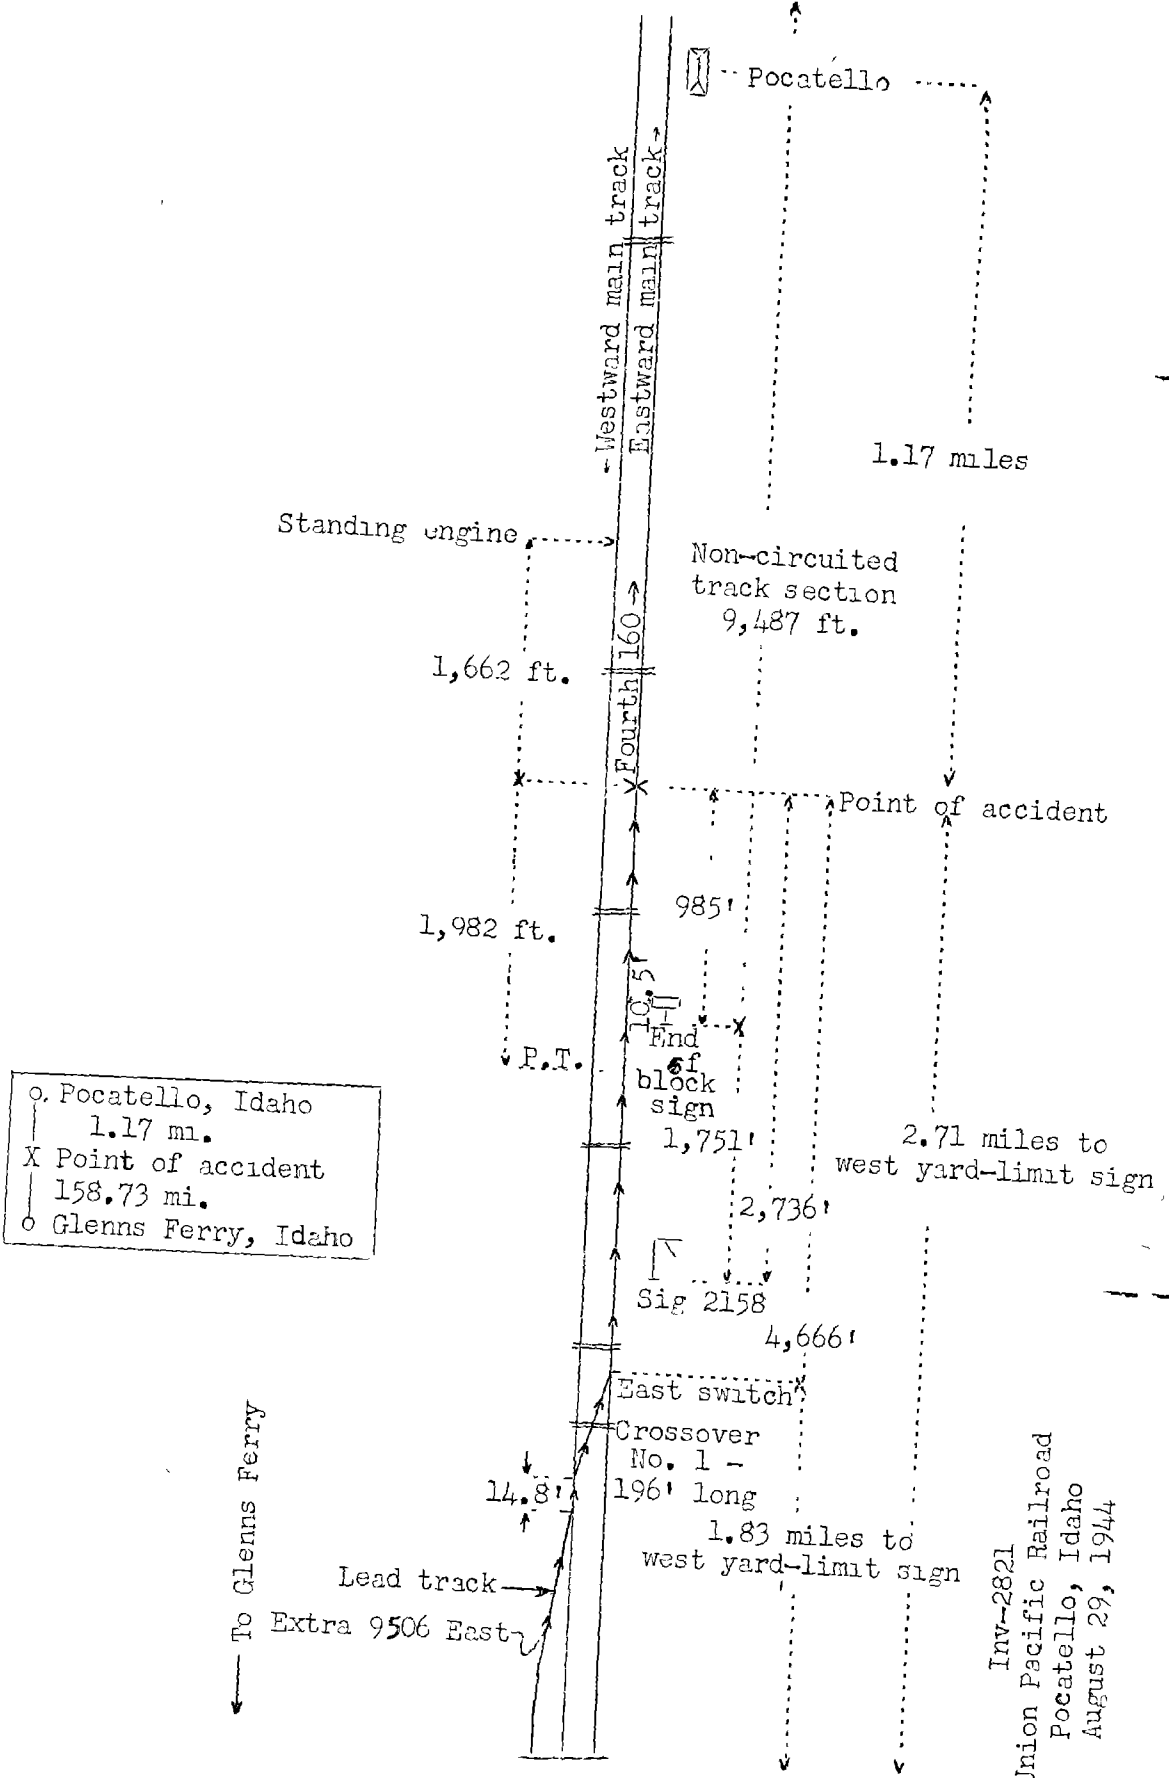 Pocatello
Westward main track
Eastward main track
1.17 miles
Standing engine
Non-circuited
track section
9,487 ft.
Fourth 160
1,662 ft.
Point of accident
985'
1,982 ft.
10.5'
End
of
block
sign
P.T.
1,751'
2.71 miles to
west yard-limit sign
2,736'
Sig 2158
4,666'
East switch
Crossover
No. 1 -
196' long
14.8'
1.83 miles to
west yard-limit sign
Lead track
Extra 9506 East
To Glenns Ferry
Pocatello, Idaho
1.17 mi.
X Point of accident
158.73 mi.
Glenns Ferry, Idaho
Inv-2821
Union Pacific Railroad
Pocatello, Idaho
August 29, 1944